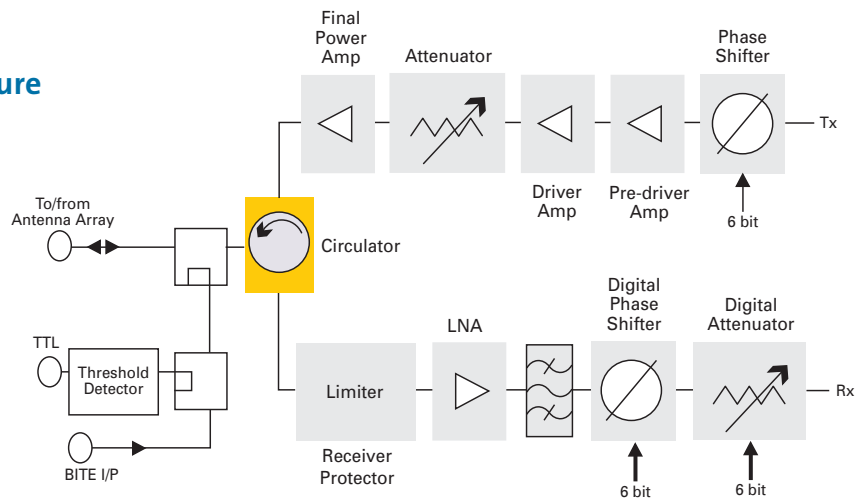 ure
Final
Power
Amp
Attenuator
Phase
Shifter
Tx
Driver
Amp
Pre-driver
Amp
6 bit
To/from
Antenna Array
Circulator
Digital
Phase
Shifter
Digital
Attenuator
LNA
TTL
Threshold
Detector
Limiter
Rx
Receiver
Protector
BITE I/P
6 bit
6 bit